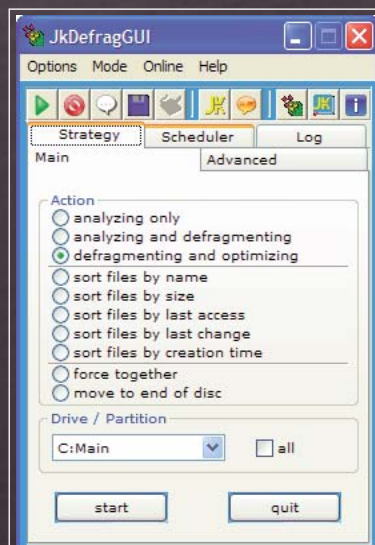 JkDefragGUI
Options Mode Online Help
JK JK i
Strategy Scheduler Log
Main Advanced
Action
analyzing only
analyzing and defragmenting
defragmenting and optimizing
sort files by name
sort files by size
sort files by last access
sort files by last change
sort files by creation time
force together
move to end of disc
Drive / Partition
C:Main all
start quit